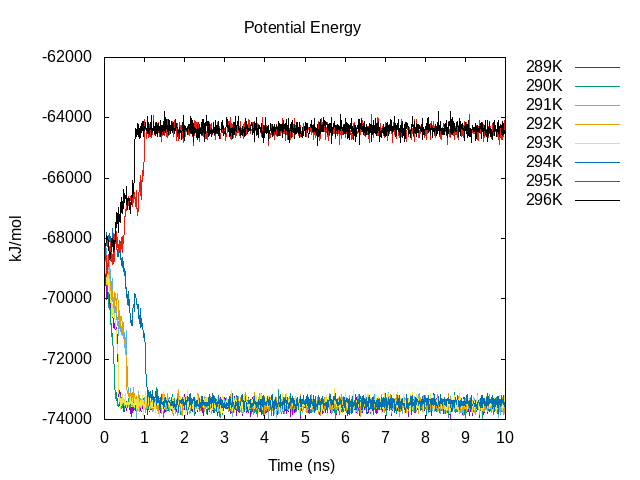 Potential Energy
-62000
-64000
-66000
-68000
-70000
-72000
-74000
kJ/mol
0 1 2 3 4 5 6 7 8 9 10
Time (ns)
289K
290K
291K
292K
293K
294K
295K
296K